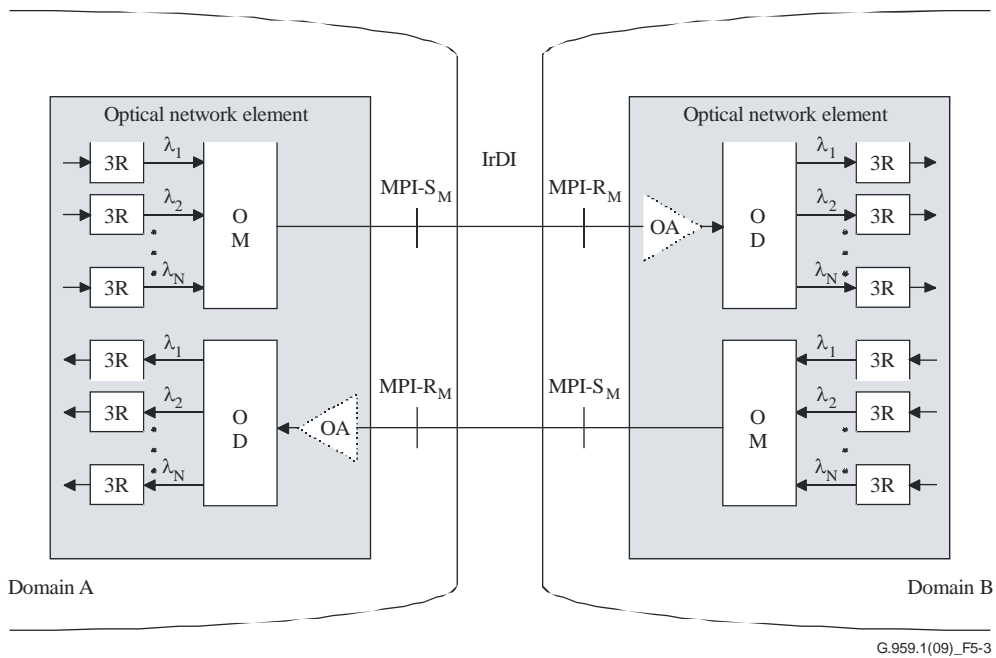 Optical network element
3R
λ1
3R
λ2
3R
λN
O
M
3R
λ1
3R
λ2
3R
λN
O
D
OA
MPI-SM
MPI-RM
IrDI
MPI-RM
MPI-SM
Optical network element
OA
O
D
λ1
3R
λ2
3R
λN
3R
O
M
λ1
3R
λ2
3R
λN
3R
Domain A
Domain B
G.959.1(09)_F5-3